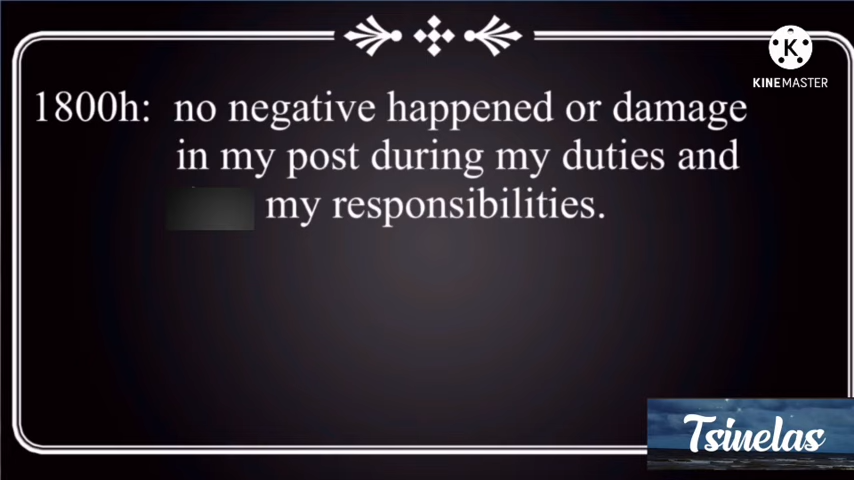 KINEMASTER
1800h: no negative happened or damage
in my post during my duties and
my responsibilities.
Tsinelas